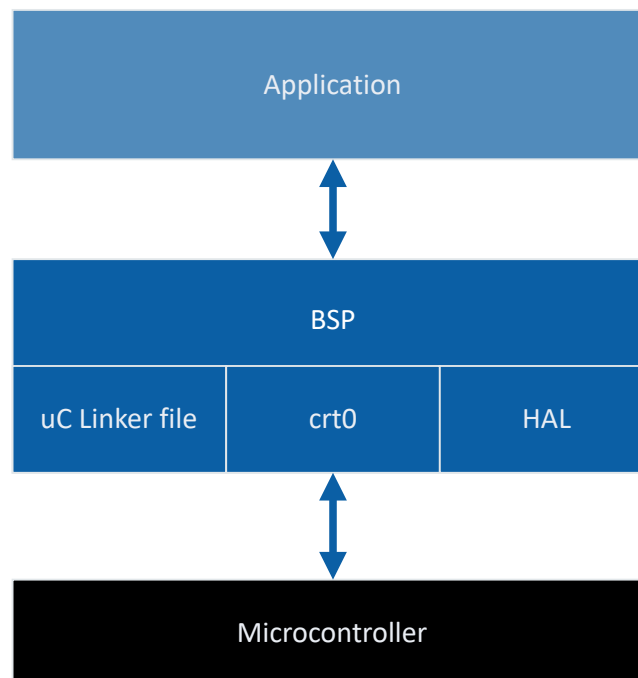 Application
BSP
uC Linker file
crt0
HAL
Microcontroller